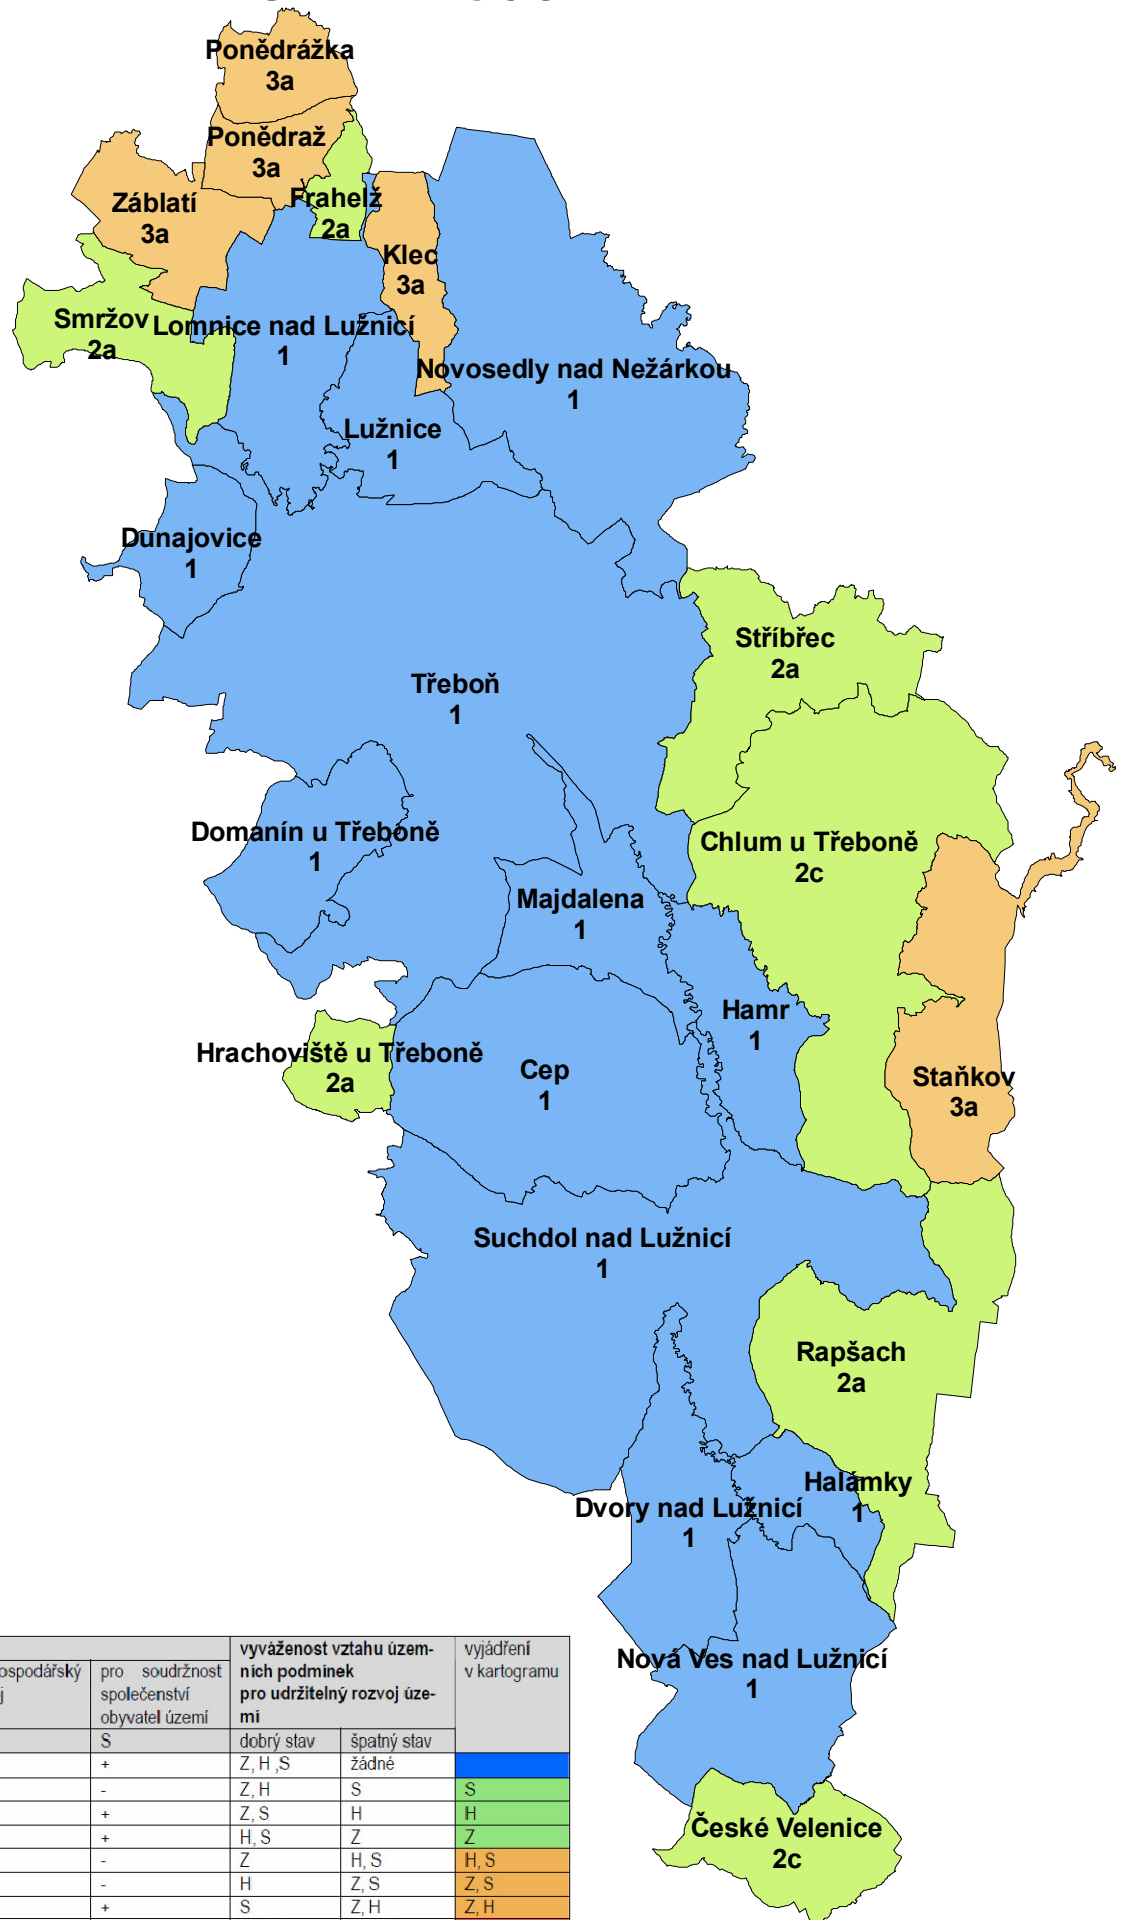 Ponědrážka
3a
Ponědraž
3a
Frahelž
2a
Záblatí
3a
Klec
3a
Smržov
2a
Lomnice nad Lužnicí
1
Novosedly nad Nežárkou
1
Lužnice
1
Dunajovice
1
Stříbřec
2a
Třeboň
1
Domanín u Třeboně
1
Chlum u Třeboně
2c
Majdalena
1
Hamr
1
Hrachoviště u Třeboně
2a
Cep
1
Staňkov
3a
Suchdol nad Lužnicí
1
Rapšach
2a
Halámky
1
Dvory nad Lužnicí
1
Nová Ves nad Lužnicí
1
České Velenice
2c
pro soudržnost
společenství
obyvatel území
vyváženost vztahu územ-
ních podmínek
pro udržitelný rozvoj úze-
mí
vyjádření
v kartogramu
S dobrý stav špatný stav
+ Z, H ,S žádné
- Z, H S S
+ Z, S H H
+ H, S Z Z
- Z H, S H, S
- H Z, S Z, S
+ S Z, H Z, H